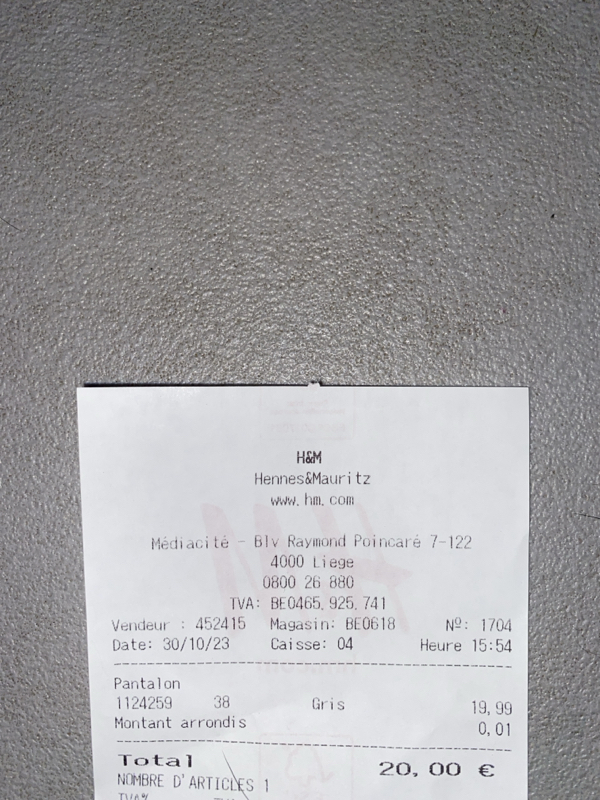 H&M
Hennes&Mauritz
www.hm.com
Médiacité - Blv Raymond Poincaré 7-122
4000 Liege
0800 26 880
TVA: BE0465.925.741
Vendeur : 452415 Magasin: BE0618 Nº: 1704
Date: 30/10/23 Caisse: 04 Heure 15:54
Pantalon
1124259 38 Gris 19,99
Montant arrondis 0,01
Total 20,00 €
NOMBRE D'ARTICLES 1
TVA%